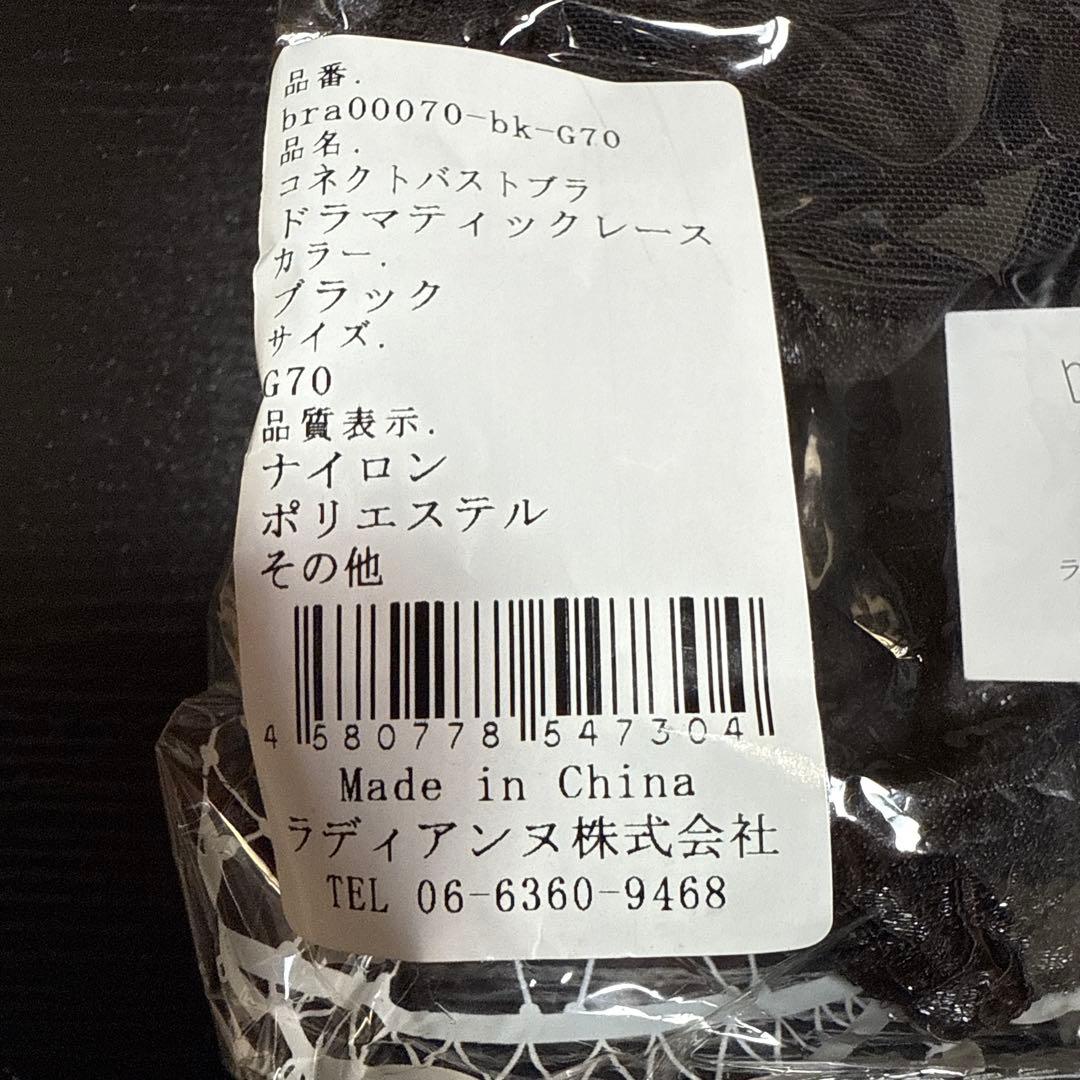 品番.
bra00070-bk-G70
品名.
コネクトバストブラ
ドラマティックレース
カラー.
ブラック
サイズ.
G70
品質表示.
ナイロン
ポリエステル
その他
4 580778 547304
Made in China
ラディアンヌ株式会社
TEL 06-6360-9468
ラ